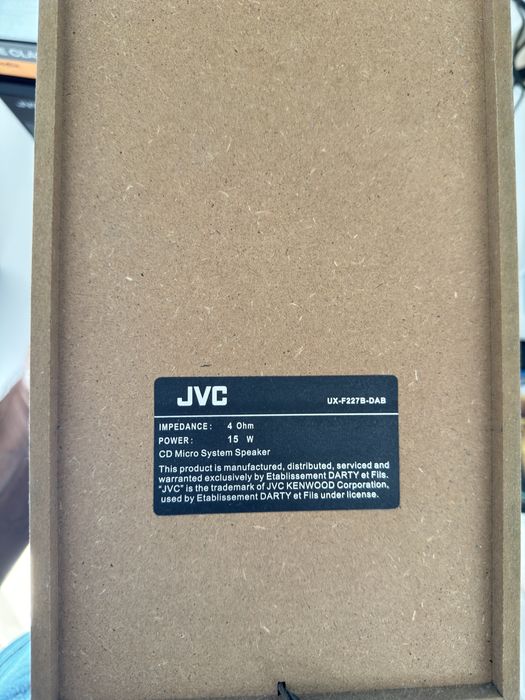 JVC UX-F227B-DAB
IMPEDANCE: 4 Ohm
POWER: 15 W
CD Micro System Speaker
This product is manufactured, distributed, serviced and
warranted exclusively by Etablissement DARTY et Fils.
"JVC" is the trademark of JVC KENWOOD Corporation,
used by Etablissement DARTY et Fils under license.